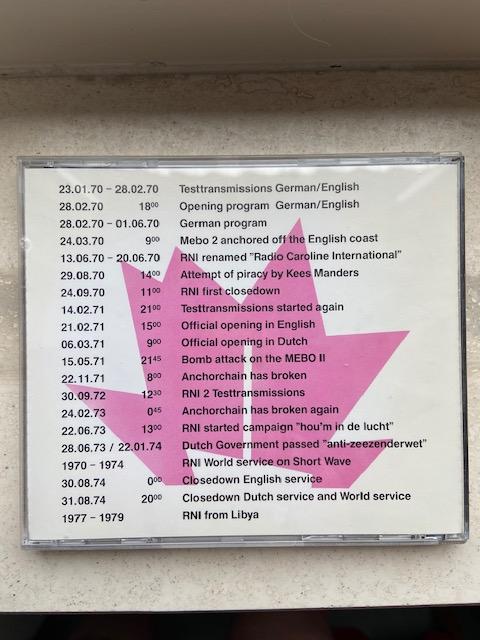 23.01.70 – 28.02.70 Testtransmissions German/English
28.02.70 18⁰⁰ Opening program German/English
28.02.70 – 01.06.70 German program
24.03.70 9⁰⁰ Mebo 2 anchored off the English coast
13.06.70 – 20.06.70 RNI renamed "Radio Caroline International"
29.08.70 14⁰⁰ Attempt of piracy by Kees Manders
24.09.70 11⁰⁰ RNI first closedown
14.02.71 21⁰⁰ Testtransmissions started again
21.02.71 15⁰⁰ Official opening in English
06.03.71 9⁰⁰ Official opening in Dutch
15.05.71 21⁴⁵ Bomb attack on the MEBO II
22.11.71 8⁰⁰ Anchorchain has broken
30.09.72 12³⁰ RNI 2 Testtransmissions
24.02.73 0⁴⁵ Anchorchain has broken again
22.06.73 13⁰⁰ RNI started campaign "hou'm in de lucht"
28.06.73 / 22.01.74 Dutch Government passed "anti-zeezenderwet"
1970 – 1974 RNI World service on Short Wave
30.08.74 0⁰⁰ Closedown English service
31.08.74 20⁰⁰ Closedown Dutch service and World service
1977 – 1979 RNI from Libya